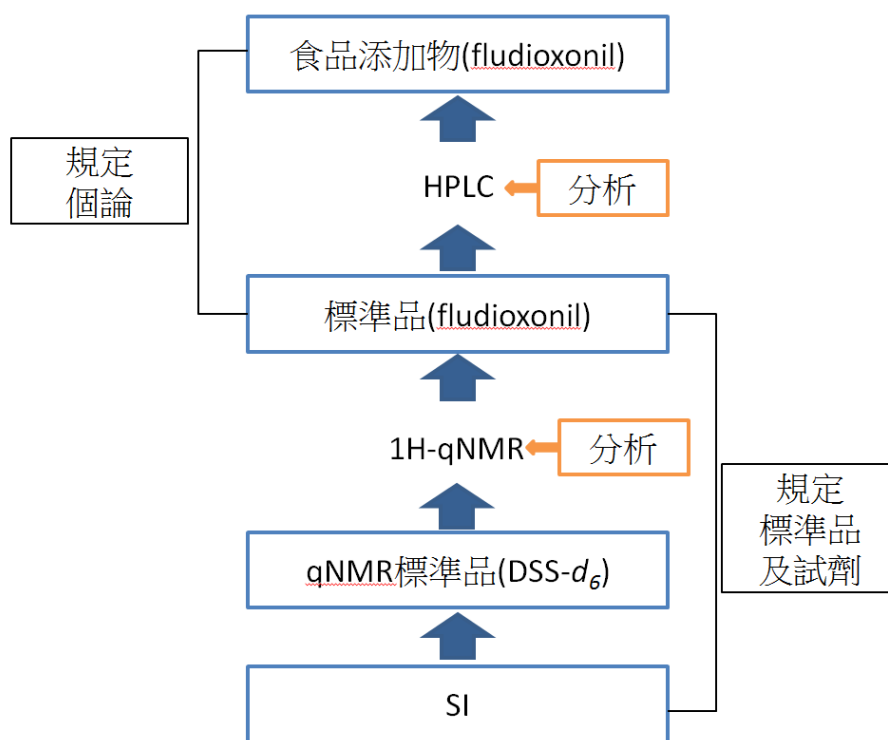 食品添加物(fludioxonil)
規定
個論
HPLC
分析
標準品(fludioxonil)
1H-qNMR
分析
規定
標準品
及試劑
qNMR標準品(DSS-d6)
SI